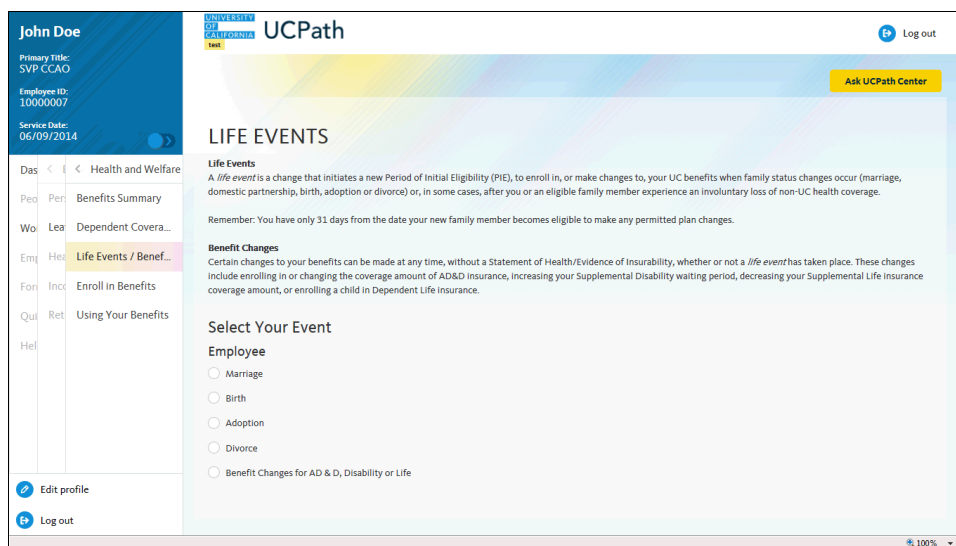 John Doe
Primary Title:
SVP CCAO
Employee ID:
10000007
Service Date:
06/09/2014
UNIVERSITY
OF
CALIFORNIA
test
UCPath
Log out
Ask UCPath Center
Das
Peo
Wo
Em
For
Qui
Hel
Per
Lea
Hea
Inco
Ret
Health and Welfare
Benefits Summary
Dependent Covera...
Life Events / Benef...
Enroll in Benefits
Using Your Benefits
Edit profile
Log out
LIFE EVENTS
Life Events
A life event is a change that initiates a new Period of Initial Eligibility (PIE), to enroll in, or make changes to, your UC benefits when family status changes occur (marriage,
domestic partnership, birth, adoption or divorce) or, in some cases, after you or an eligible family member experience an involuntary loss of non-UC health coverage.
Remember: You have only 31 days from the date your new family member becomes eligible to make any permitted plan changes.
Benefit Changes
Certain changes to your benefits can be made at any time, without a Statement of Health/Evidence of Insurability, whether or not a life event has taken place. These changes
include enrolling in or changing the coverage amount of AD&D insurance, increasing your Supplemental Disability waiting period, decreasing your Supplemental Life insurance
coverage amount, or enrolling a child in Dependent Life insurance.
Select Your Event
Employee
Marriage
Birth
Adoption
Divorce
Benefit Changes for AD & D, Disability or Life
100%